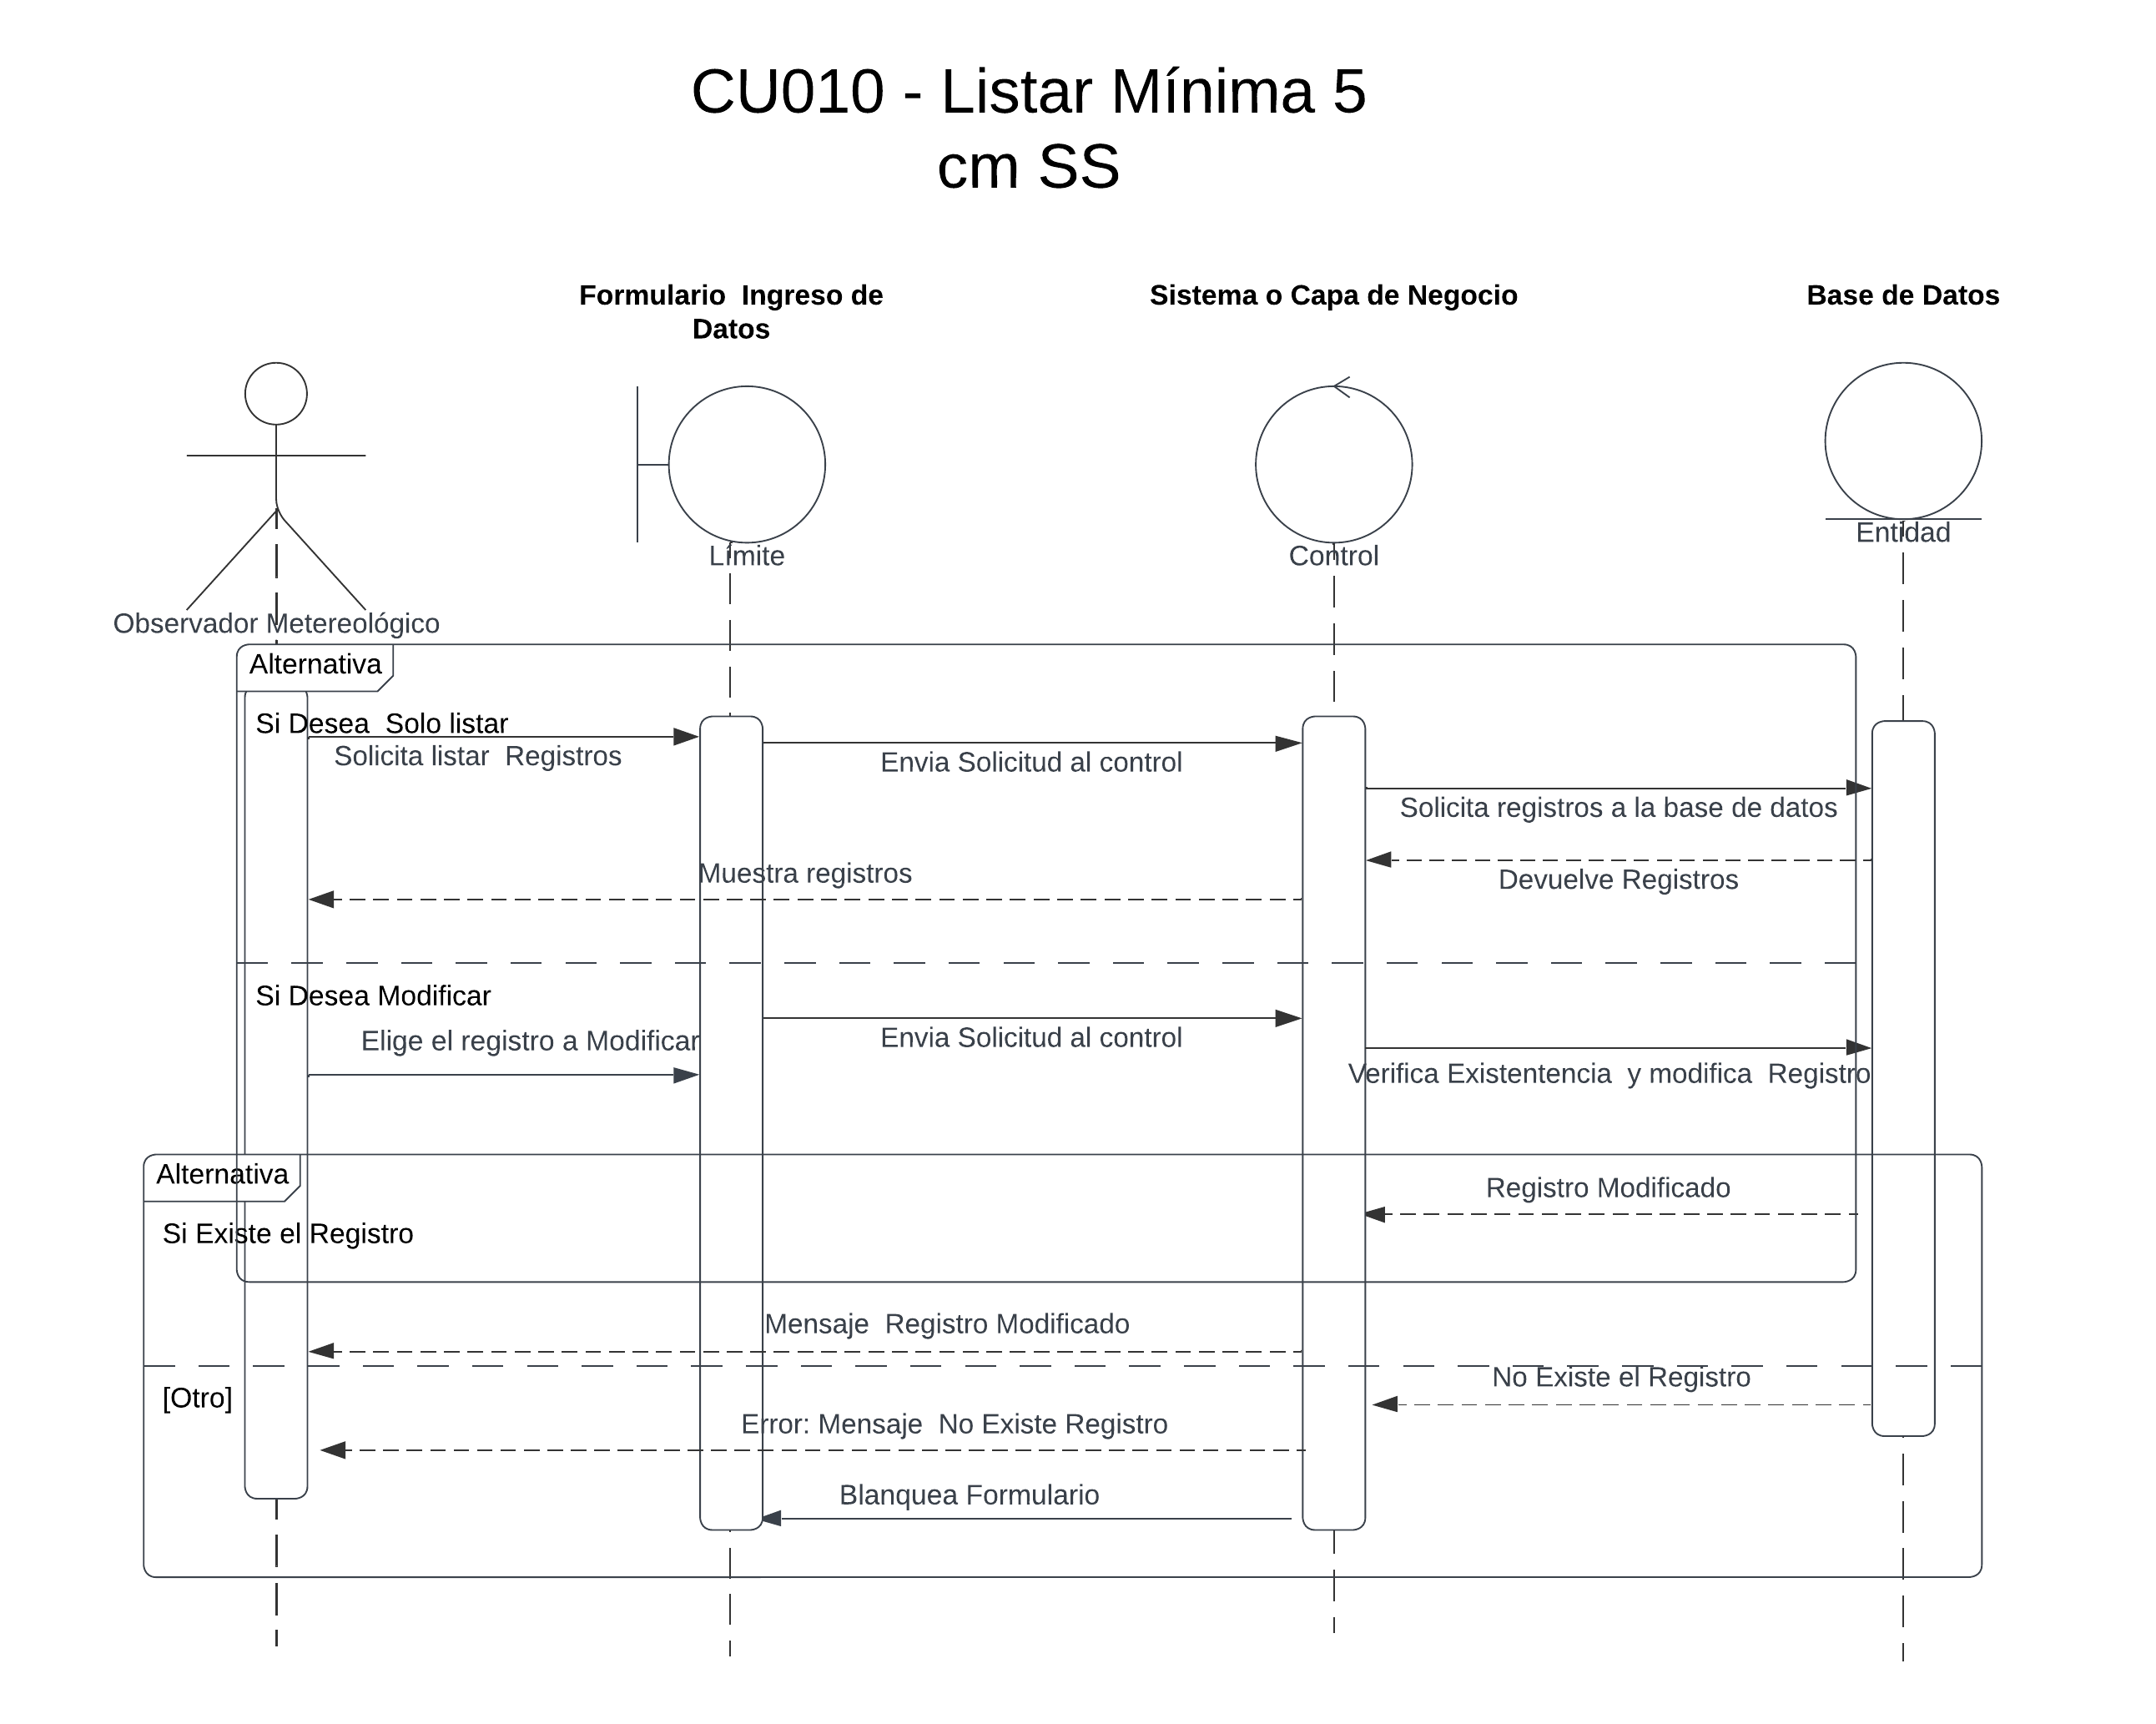 CU010 - Listar Mínima 5
cm SS
Formulario  Ingreso de
Datos
Sistema o Capa de Negocio
Base de Datos
Límite
Control
Entidad
Observador Metereológico
Alternativa
Si Desea  Solo listar
Solicita listar  Registros
Envia Solicitud al control
Solicita registros a la base de datos
Devuelve Registros
Muestra registros
Si Desea Modificar
Elige el registro a Modificar
Envia Solicitud al control
Verifica Existentencia  y modifica  Registro
Alternativa
Registro Modificado
Si Existe el Registro
Mensaje  Registro Modificado
No Existe el Registro
[Otro]
Error: Mensaje  No Existe Registro
Blanquea Formulario